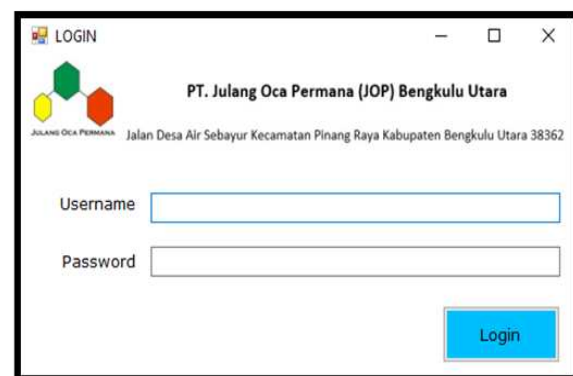 LOGIN
PT. Julang Oca Permana (JOP) Bengkulu Utara
JULANG OCA PERMANA
Jalan Desa Air Sebayur Kecamatan Pinang Raya Kabupaten Bengkulu Utara 38362
Username
Password
Login